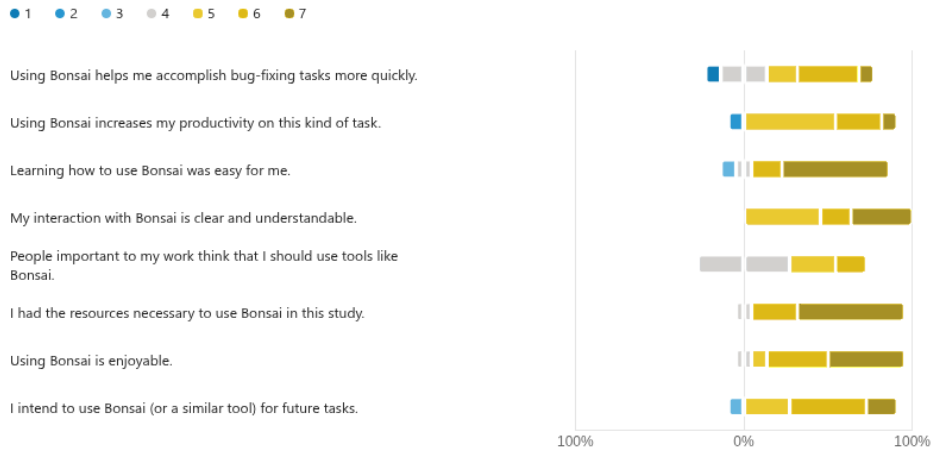 1 2 3 4 5 6 7
Using Bonsai helps me accomplish bug-fixing tasks more quickly.
Using Bonsai increases my productivity on this kind of task.
Learning how to use Bonsai was easy for me.
My interaction with Bonsai is clear and understandable.
People important to my work think that I should use tools like
Bonsai.
I had the resources necessary to use Bonsai in this study.
Using Bonsai is enjoyable.
I intend to use Bonsai (or a similar tool) for future tasks.
100% 0% 100%